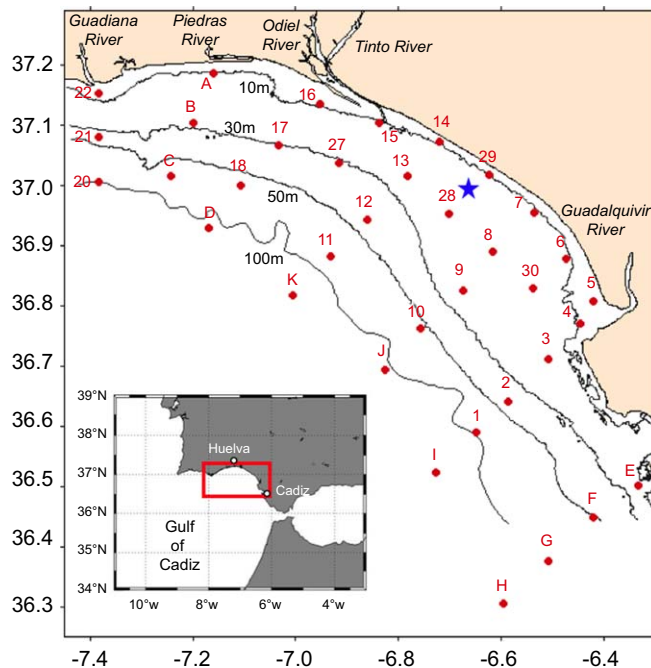 Guadiana
River
Piedras
River
Odiel
River
Tinto River
37.2
37.1
37.0
36.9
36.8
36.7
36.6
36.5
36.4
36.3
-7.4
-7.2
-7.0
-6.8
-6.6
-6.4
22
A
10m
16
B
30m
17
27
15
14
21
13
29
C
18
20
50m
12
28
7
Guadalquivir
River
D
11
8
6
100m
K
9
30
5
10
4
J
3
2
1
I
E
F
G
H
39°N
38°N
37°N
36°N
35°N
34°N
Huelva
Cadiz
Gulf
of
Cadiz
10°W
8°W
6°W
4°W